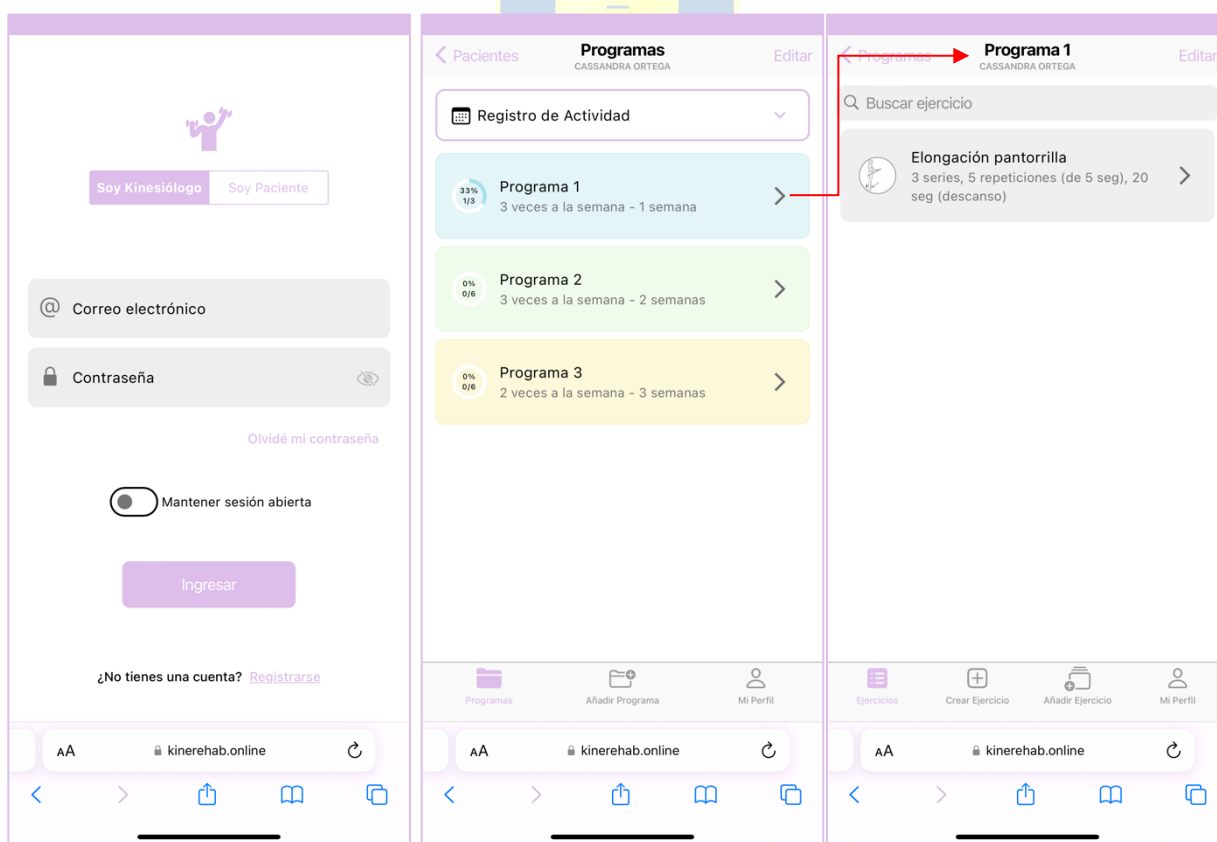 Soy Kinesiólogo
Soy Paciente
@ Correo electrónico
Contraseña
Olvidé mi contraseña
Mantener sesión abierta
Ingresar
¿No tienes una cuenta? Registrarse
AA
kinerehab.online
Pacientes
Programas
Editar
CASSANDRA ORTEGA
Registro de Actividad
33%
1/3
Programa 1
3 veces a la semana - 1 semana
0%
0/6
Programa 2
3 veces a la semana - 2 semanas
0%
0/6
Programa 3
2 veces a la semana - 3 semanas
Programas
Añadir Programa
Mi Perfil
AA
kinerehab.online
Programas
Programa 1
Editar
CASSANDRA ORTEGA
Buscar ejercicio
Elongación pantorrilla
3 series, 5 repeticiones (de 5 seg), 20
seg (descanso)
Ejercicios
Crear Ejercicio
Añadir Ejercicio
Mi Perfil
AA
kinerehab.online